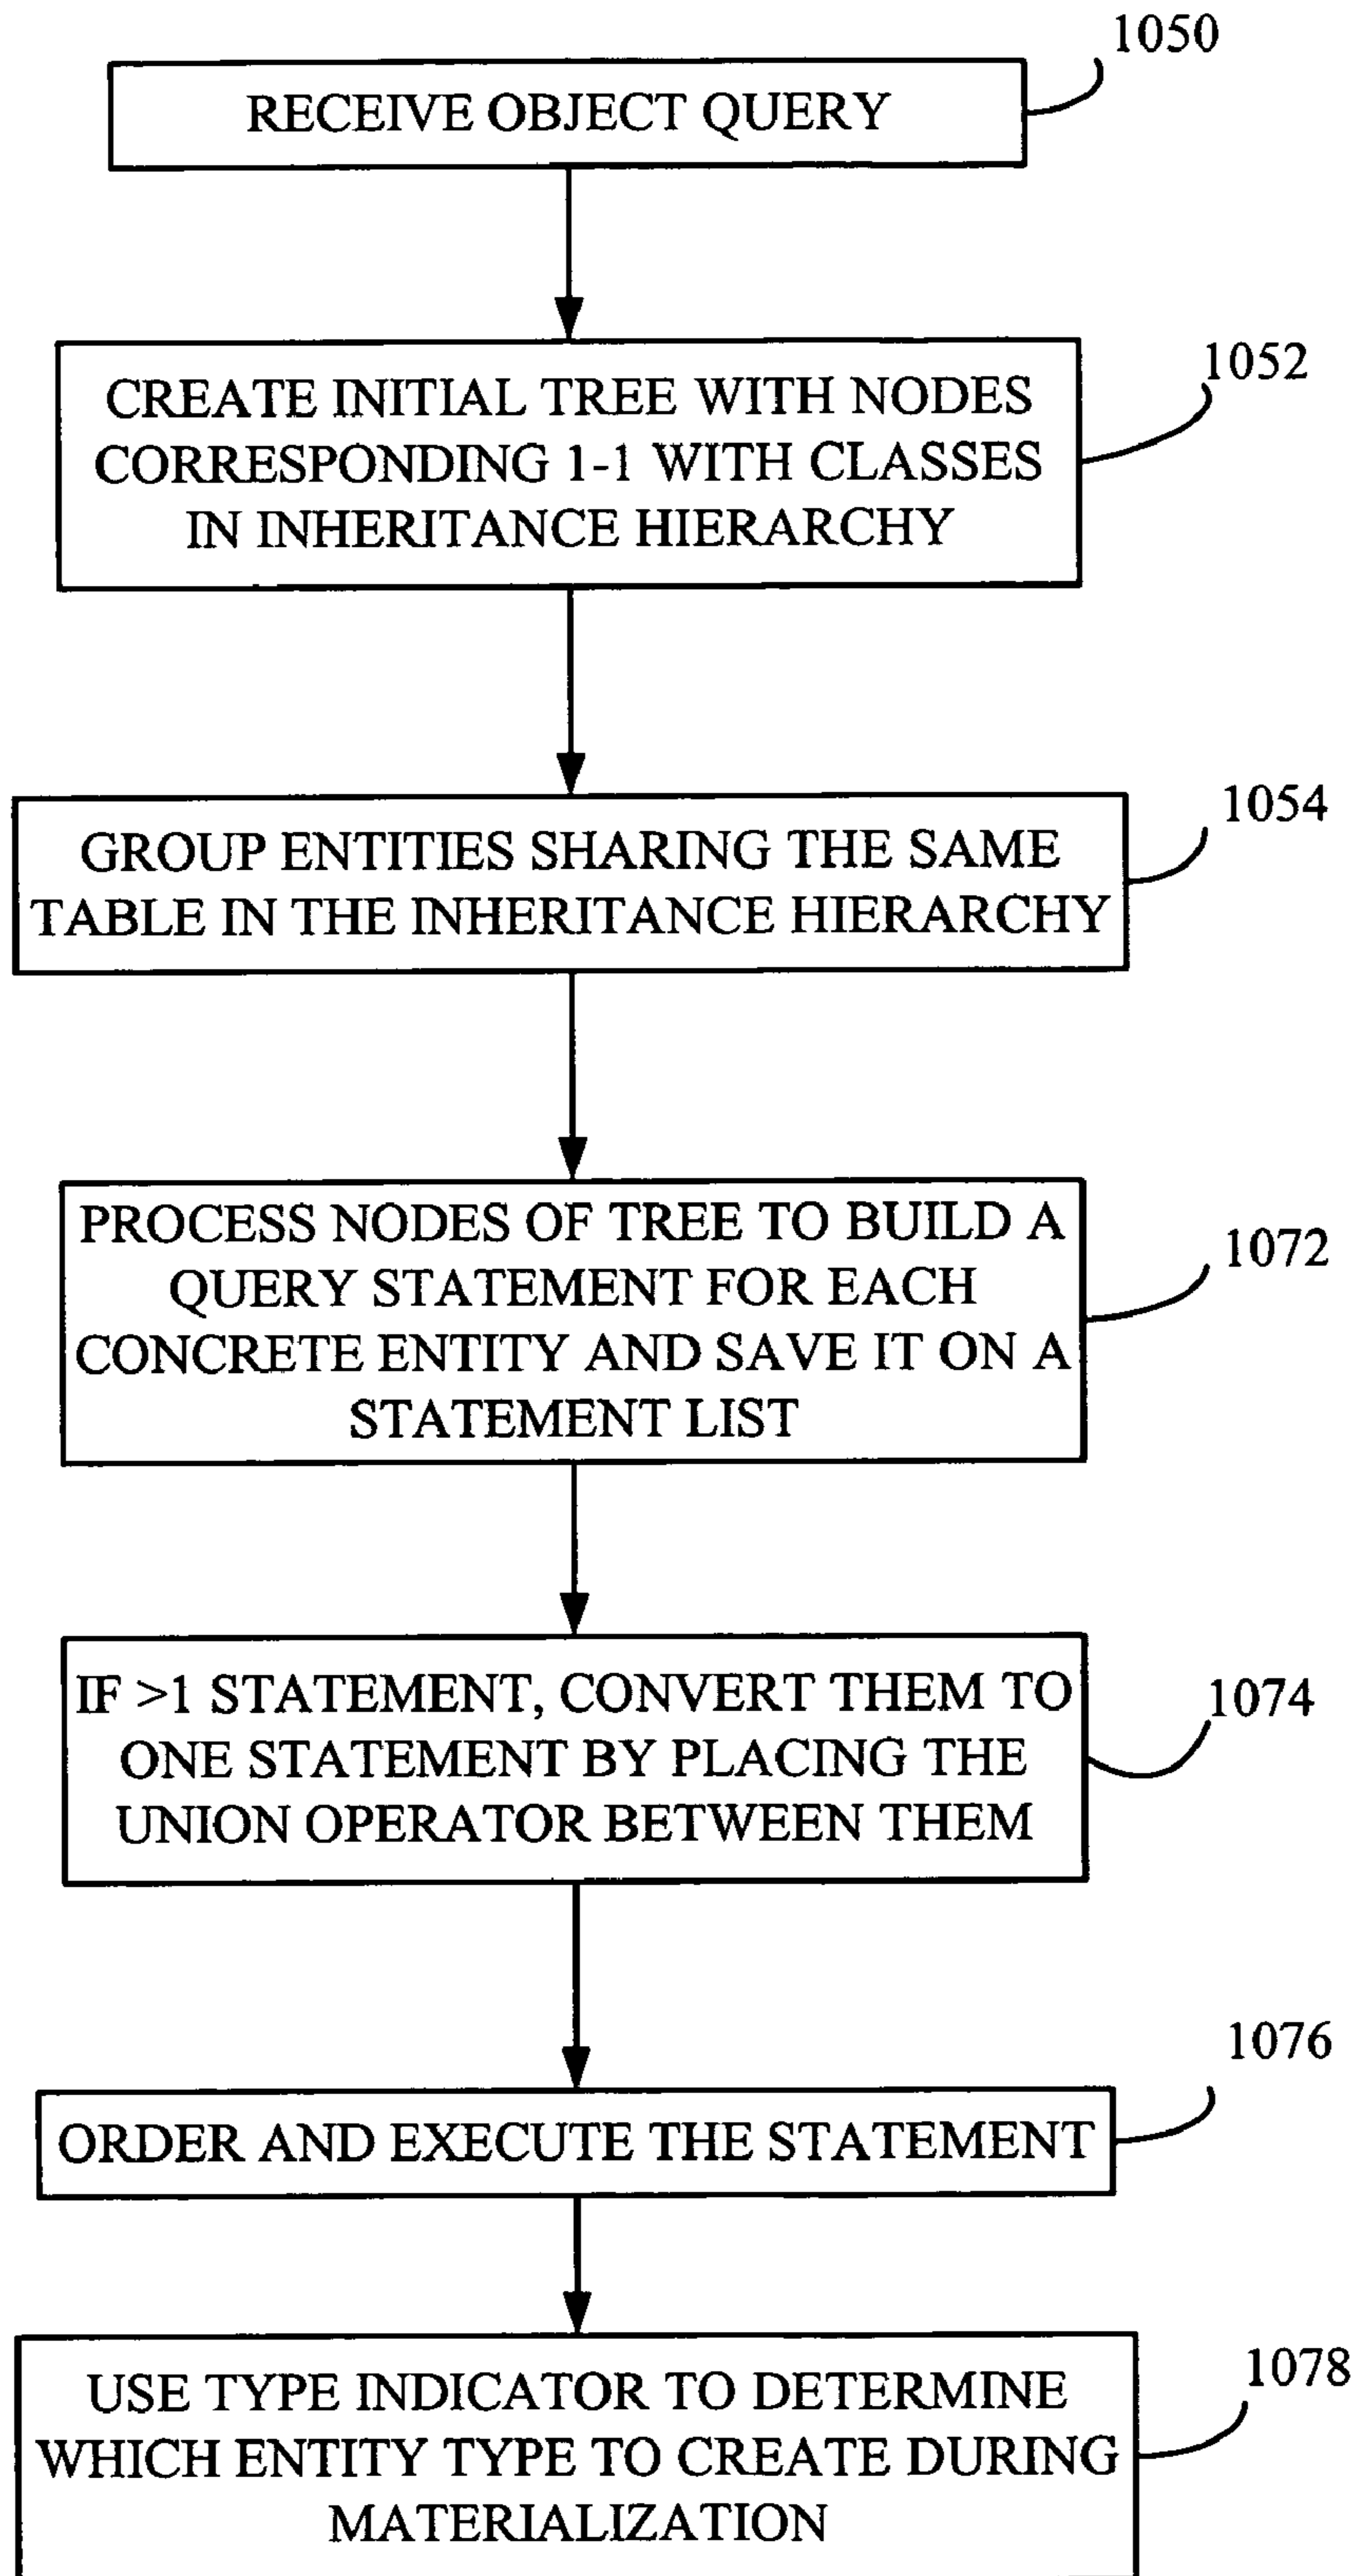 1050
RECEIVE OBJECT QUERY
1052
CREATE INITIAL TREE WITH NODES
CORRESPONDING 1-1 WITH CLASSES
IN INHERITANCE HIERARCHY
1054
GROUP ENTITIES SHARING THE SAME
TABLE IN THE INHERITANCE HIERARCHY
1072
PROCESS NODES OF TREE TO BUILD A
QUERY STATEMENT FOR EACH
CONCRETE ENTITY AND SAVE IT ON A
STATEMENT LIST
1074
IF >1 STATEMENT, CONVERT THEM TO
ONE STATEMENT BY PLACING THE
UNION OPERATOR BETWEEN THEM
1076
ORDER AND EXECUTE THE STATEMENT
1078
USE TYPE INDICATOR TO DETERMINE
WHICH ENTITY TYPE TO CREATE DURING
MATERIALIZATION